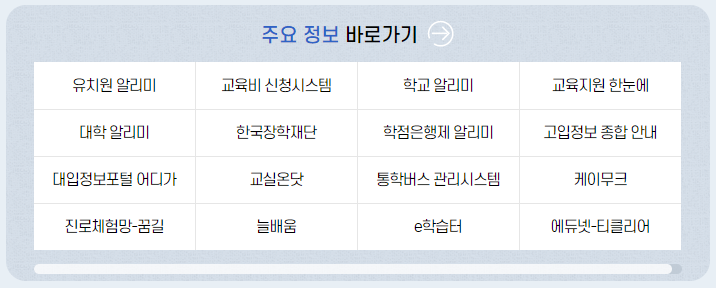 주요 정보 바로가기
유치원 알리미 교육비 신청시스템 학교 알리미 교육지원 한눈에
대학 알리미 한국장학재단 학점은행제 알리미 고입정보 종합 안내
대입정보포털 어디가 교실온닷 통학버스 관리시스템 케이무크
진로체험망-꿈길 늘배움 e학습터 에듀넷-티클리어